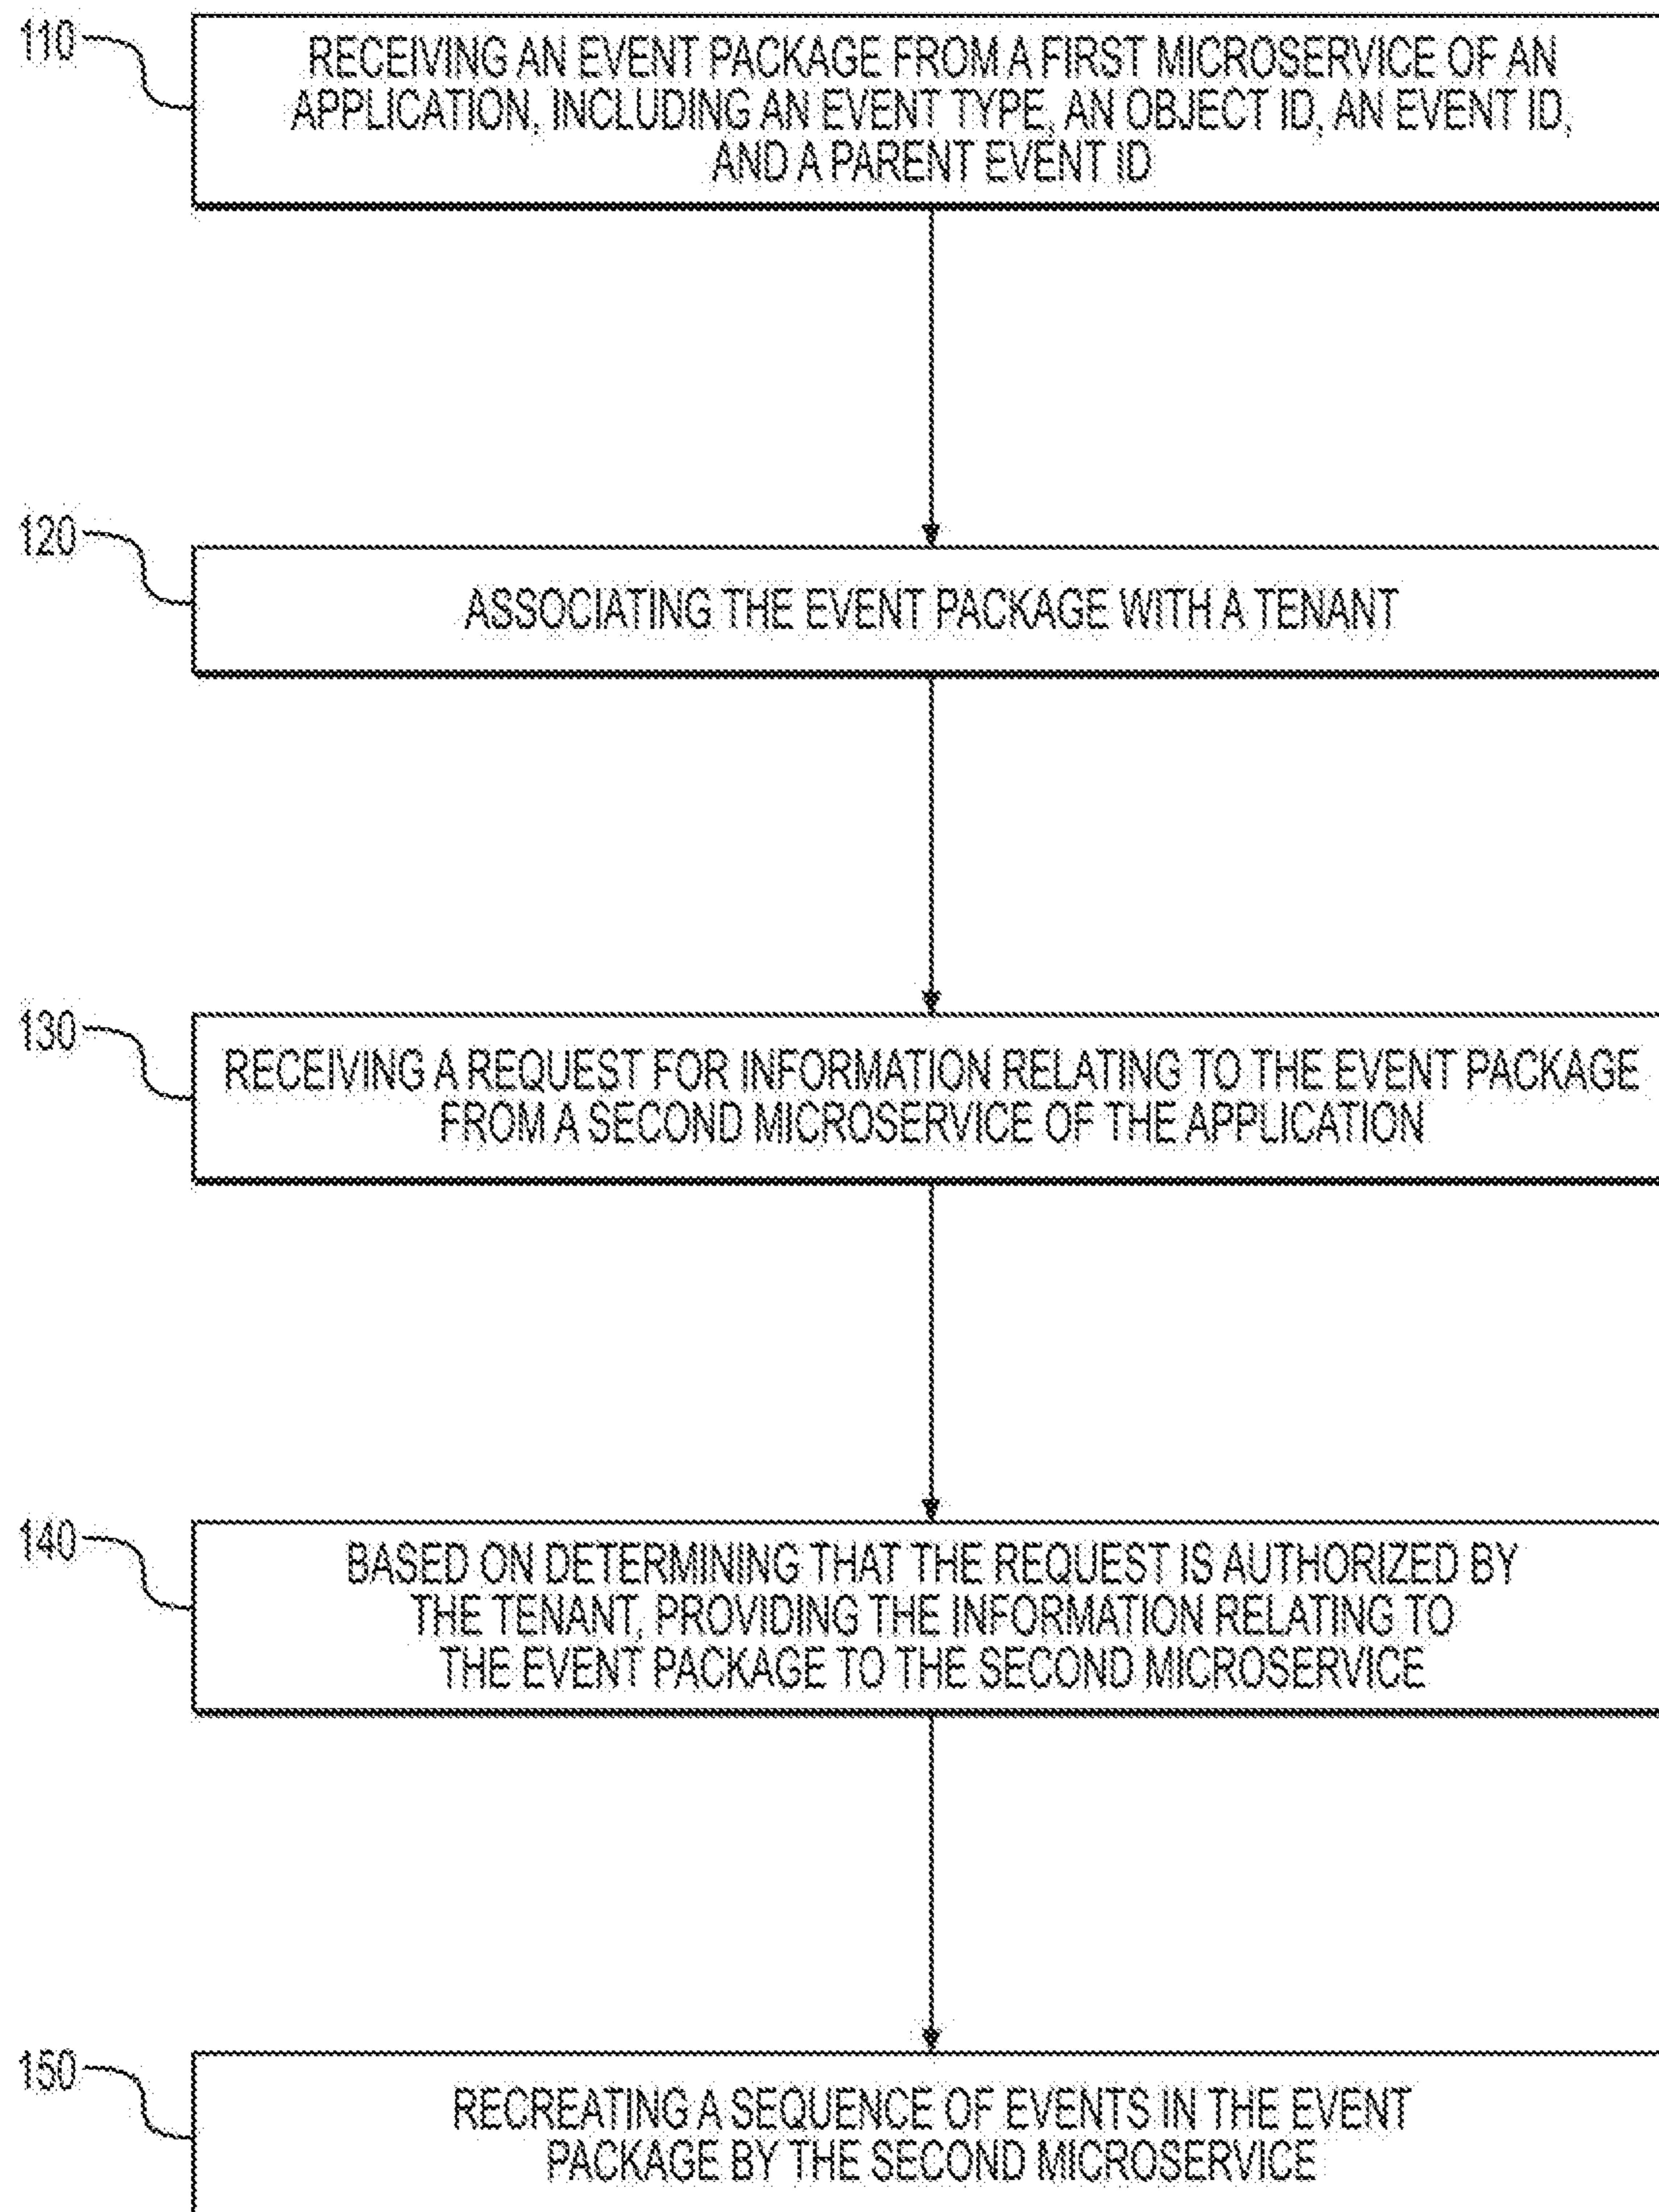 110
RECEIVING AN EVENT PACKAGE FROM A FIRST MICROSERVICE OF AN
APPLICATION, INCLUDING AN EVENT TYPE, AN OBJECT ID, AN EVENT ID,
AND A PARENT EVENT ID
120
ASSOCIATING THE EVENT PACKAGE WITH A TENANT
130
RECEIVING A REQUEST FOR INFORMATION RELATING TO THE EVENT PACKAGE
FROM A SECOND MICROSERVICE OF THE APPLICATION
140
BASED ON DETERMINING THAT THE REQUEST IS AUTHORIZED BY
THE TENANT, PROVIDING THE INFORMATION RELATING TO
THE EVENT PACKAGE TO THE SECOND MICROSERVICE
150
RECREATING A SEQUENCE OF EVENTS IN THE EVENT
PACKAGE BY THE SECOND MICROSERVICE